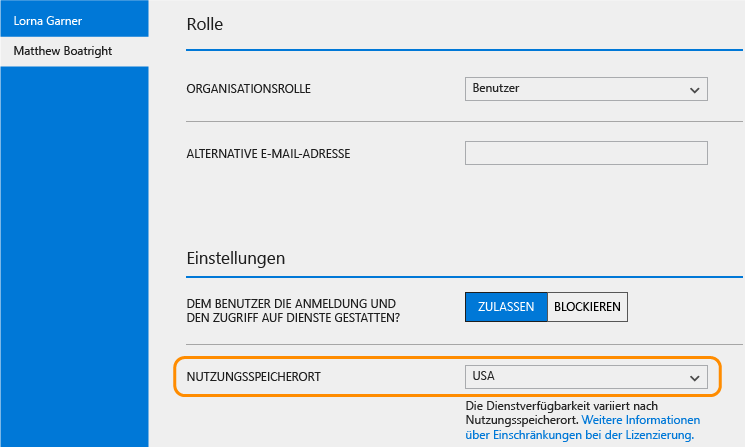 Lorna Garner
Matthew Boatright
Rolle
ORGANISATIONSROLLE
Benutzer
ALTERNATIVE E-MAIL-ADRESSE
Einstellungen
DEM BENUTZER DIE ANMELDUNG UND
DEN ZUGRIFF AUF DIENSTE GESTATTEN?
ZULASSEN
BLOCKIEREN
NUTZUNGSSPEICHERORT
USA
Die Dienstverfügbarkeit variiert nach
Nutzungsspeicherort. Weitere Informationen
über Einschränkungen bei der Lizenzierung.